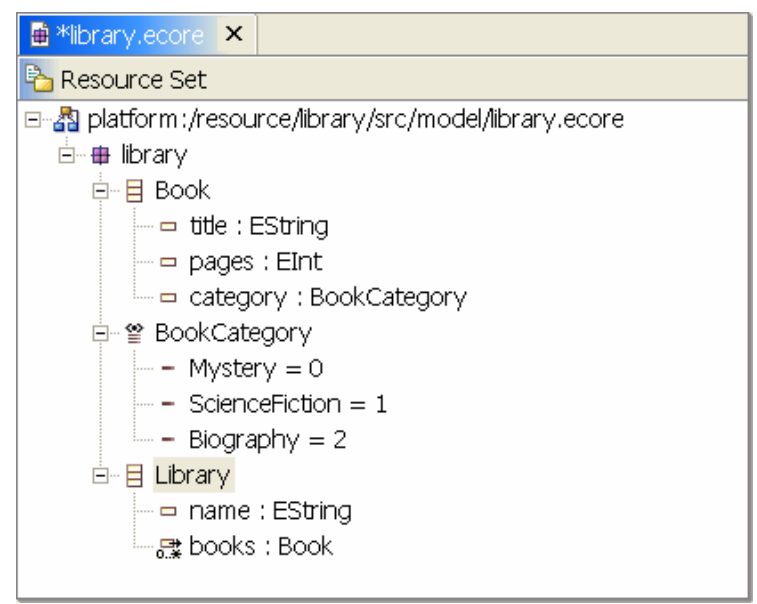 *library.ecore
Resource Set
platform:/resource/library/src/model/library.ecore
library
Book
title : EString
pages : EInt
category : BookCategory
BookCategory
Mystery = 0
ScienceFiction = 1
Biography = 2
Library
name : EString
0..* books : Book